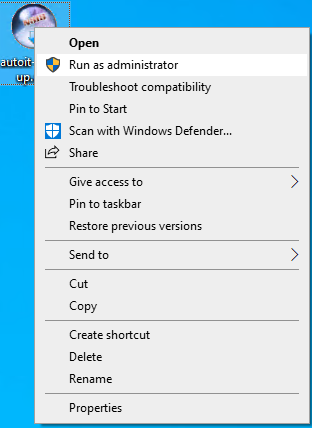 Open
autoit-
up.
Run as administrator
Troubleshoot compatibility
Pin to Start
Scan with Windows Defender...
Share
Give access to
Pin to taskbar
Restore previous versions
Send to
Cut
Copy
Create shortcut
Delete
Rename
Properties